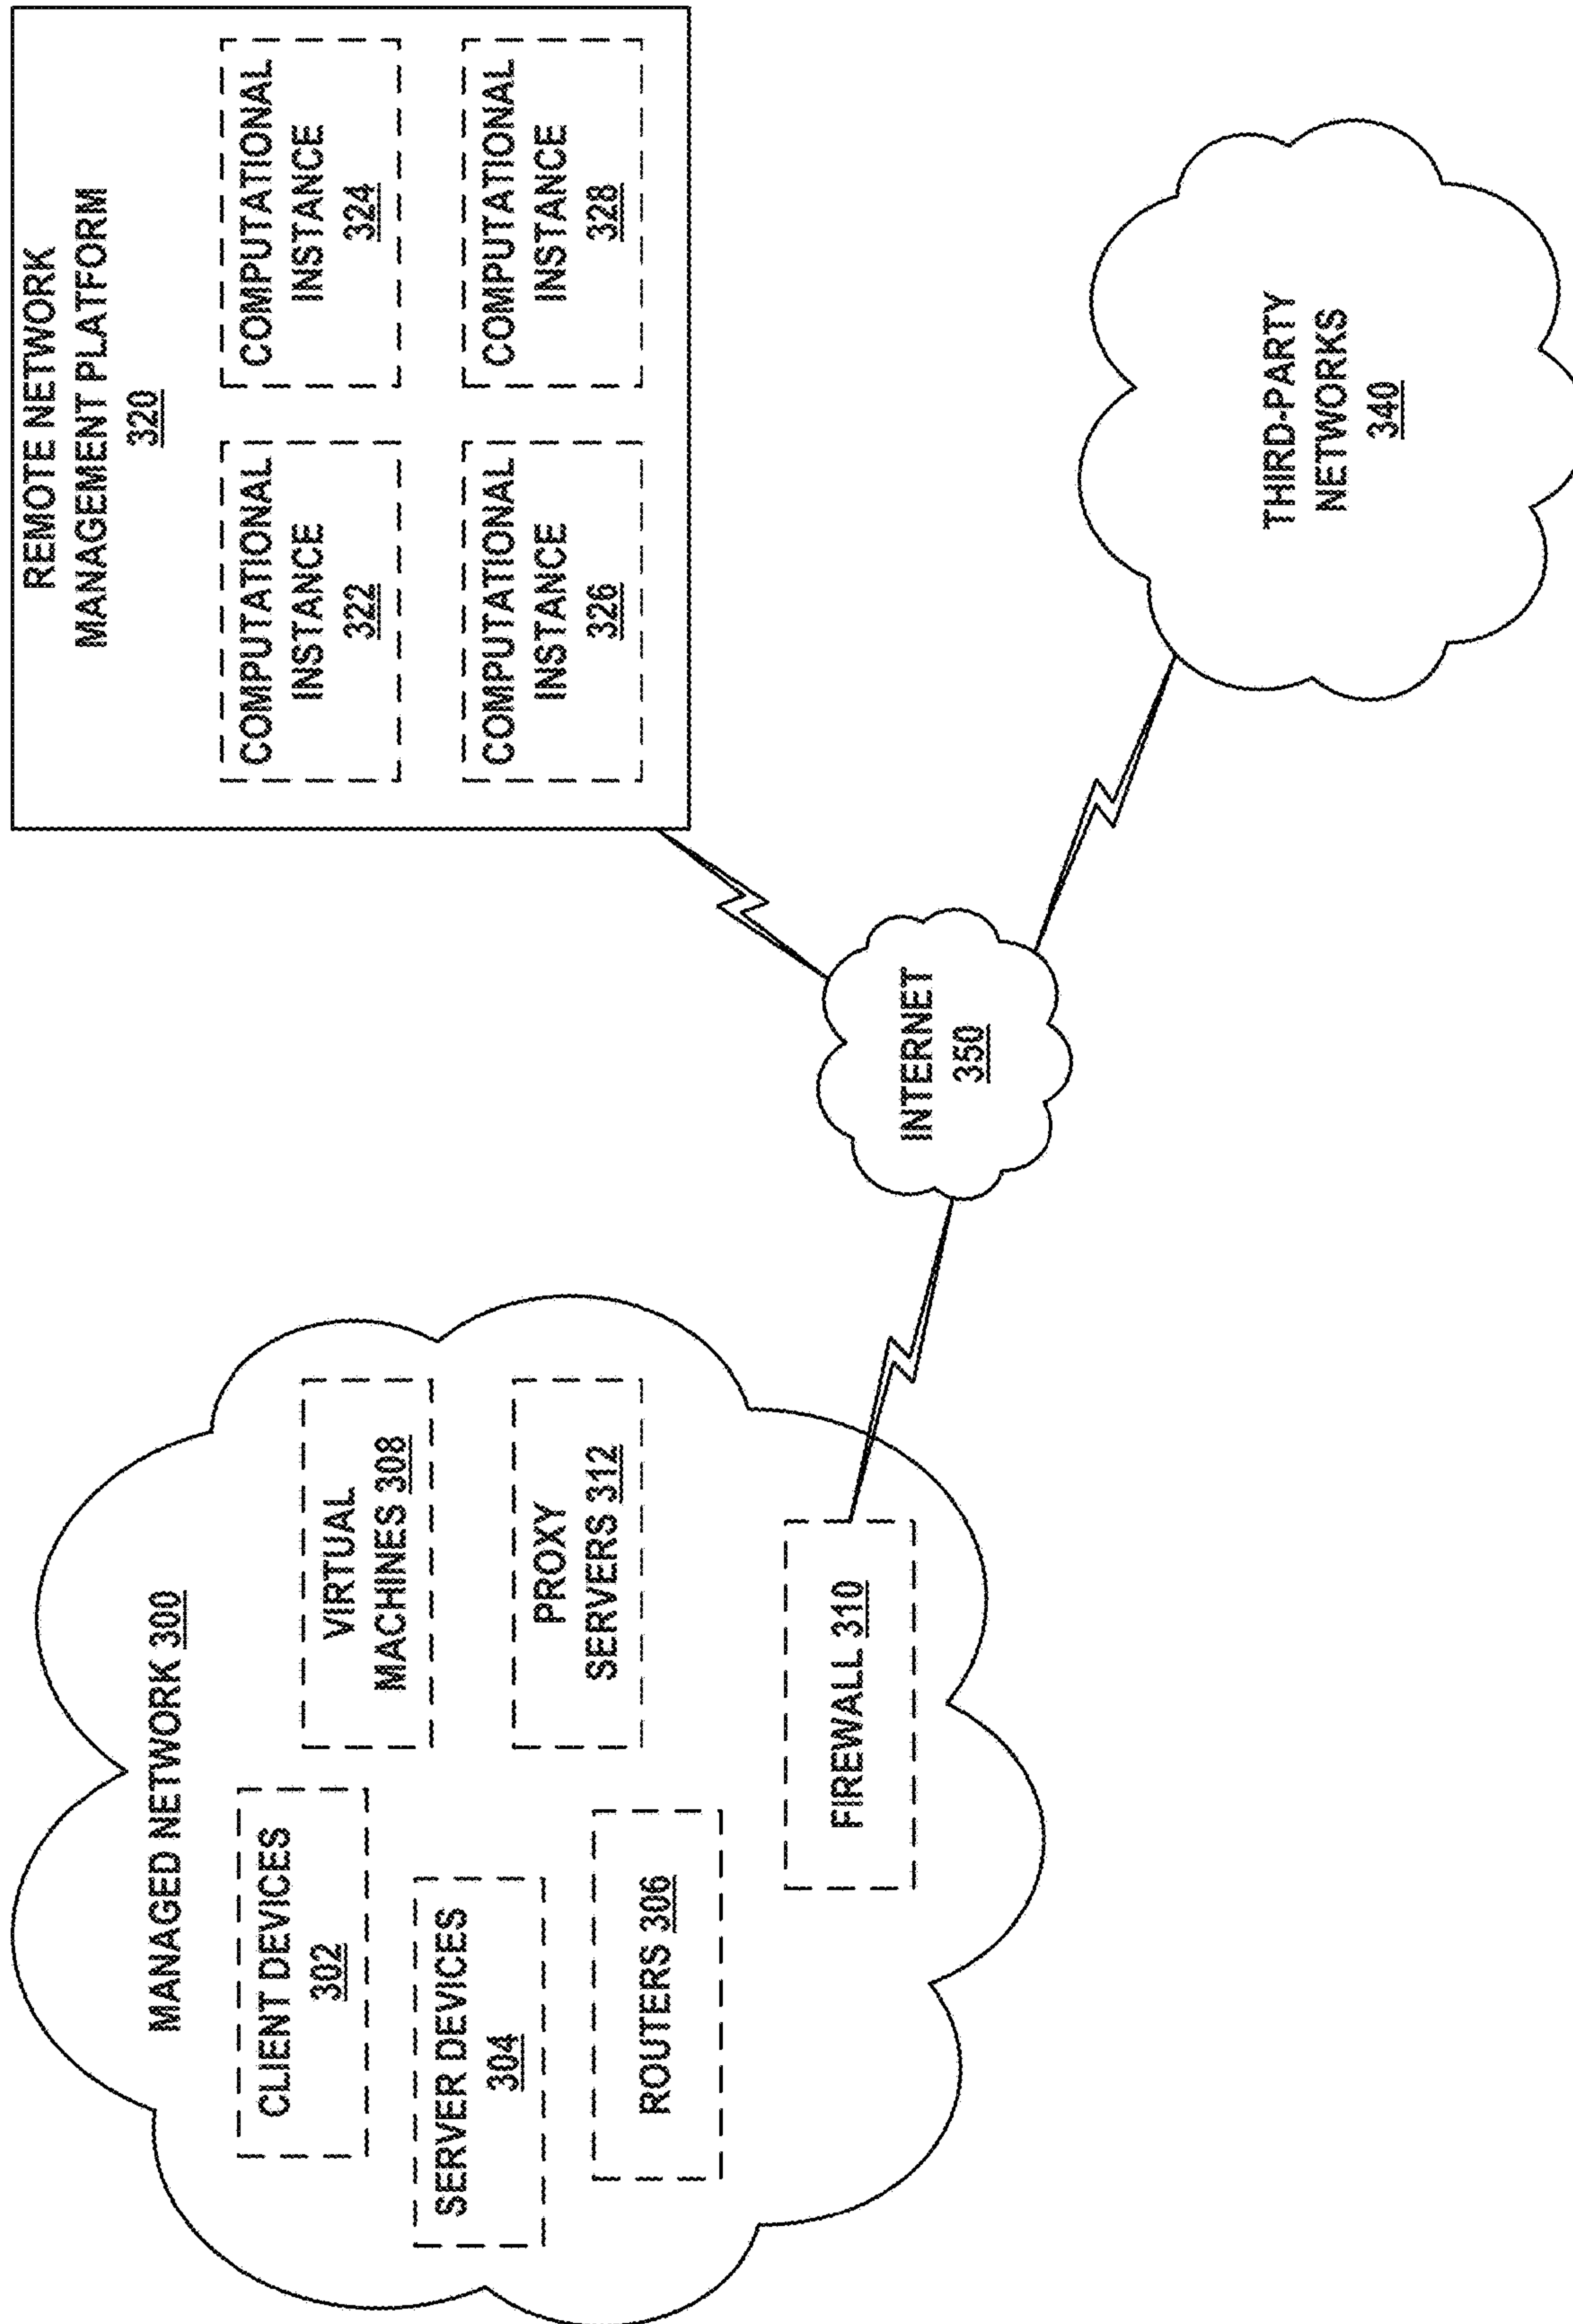 MANAGED NETWORK 300
CLIENT DEVICES
302
SERVER DEVICES
304
ROUTERS 306
VIRTUAL
MACHINES 308
PROXY
SERVERS 312
FIREWALL 310
INTERNET
350
REMOTE NETWORK
MANAGEMENT PLATFORM
320
COMPUTATIONAL
INSTANCE
322
COMPUTATIONAL
INSTANCE
324
COMPUTATIONAL
INSTANCE
326
COMPUTATIONAL
INSTANCE
328
THIRD-PARTY
NETWORKS
340